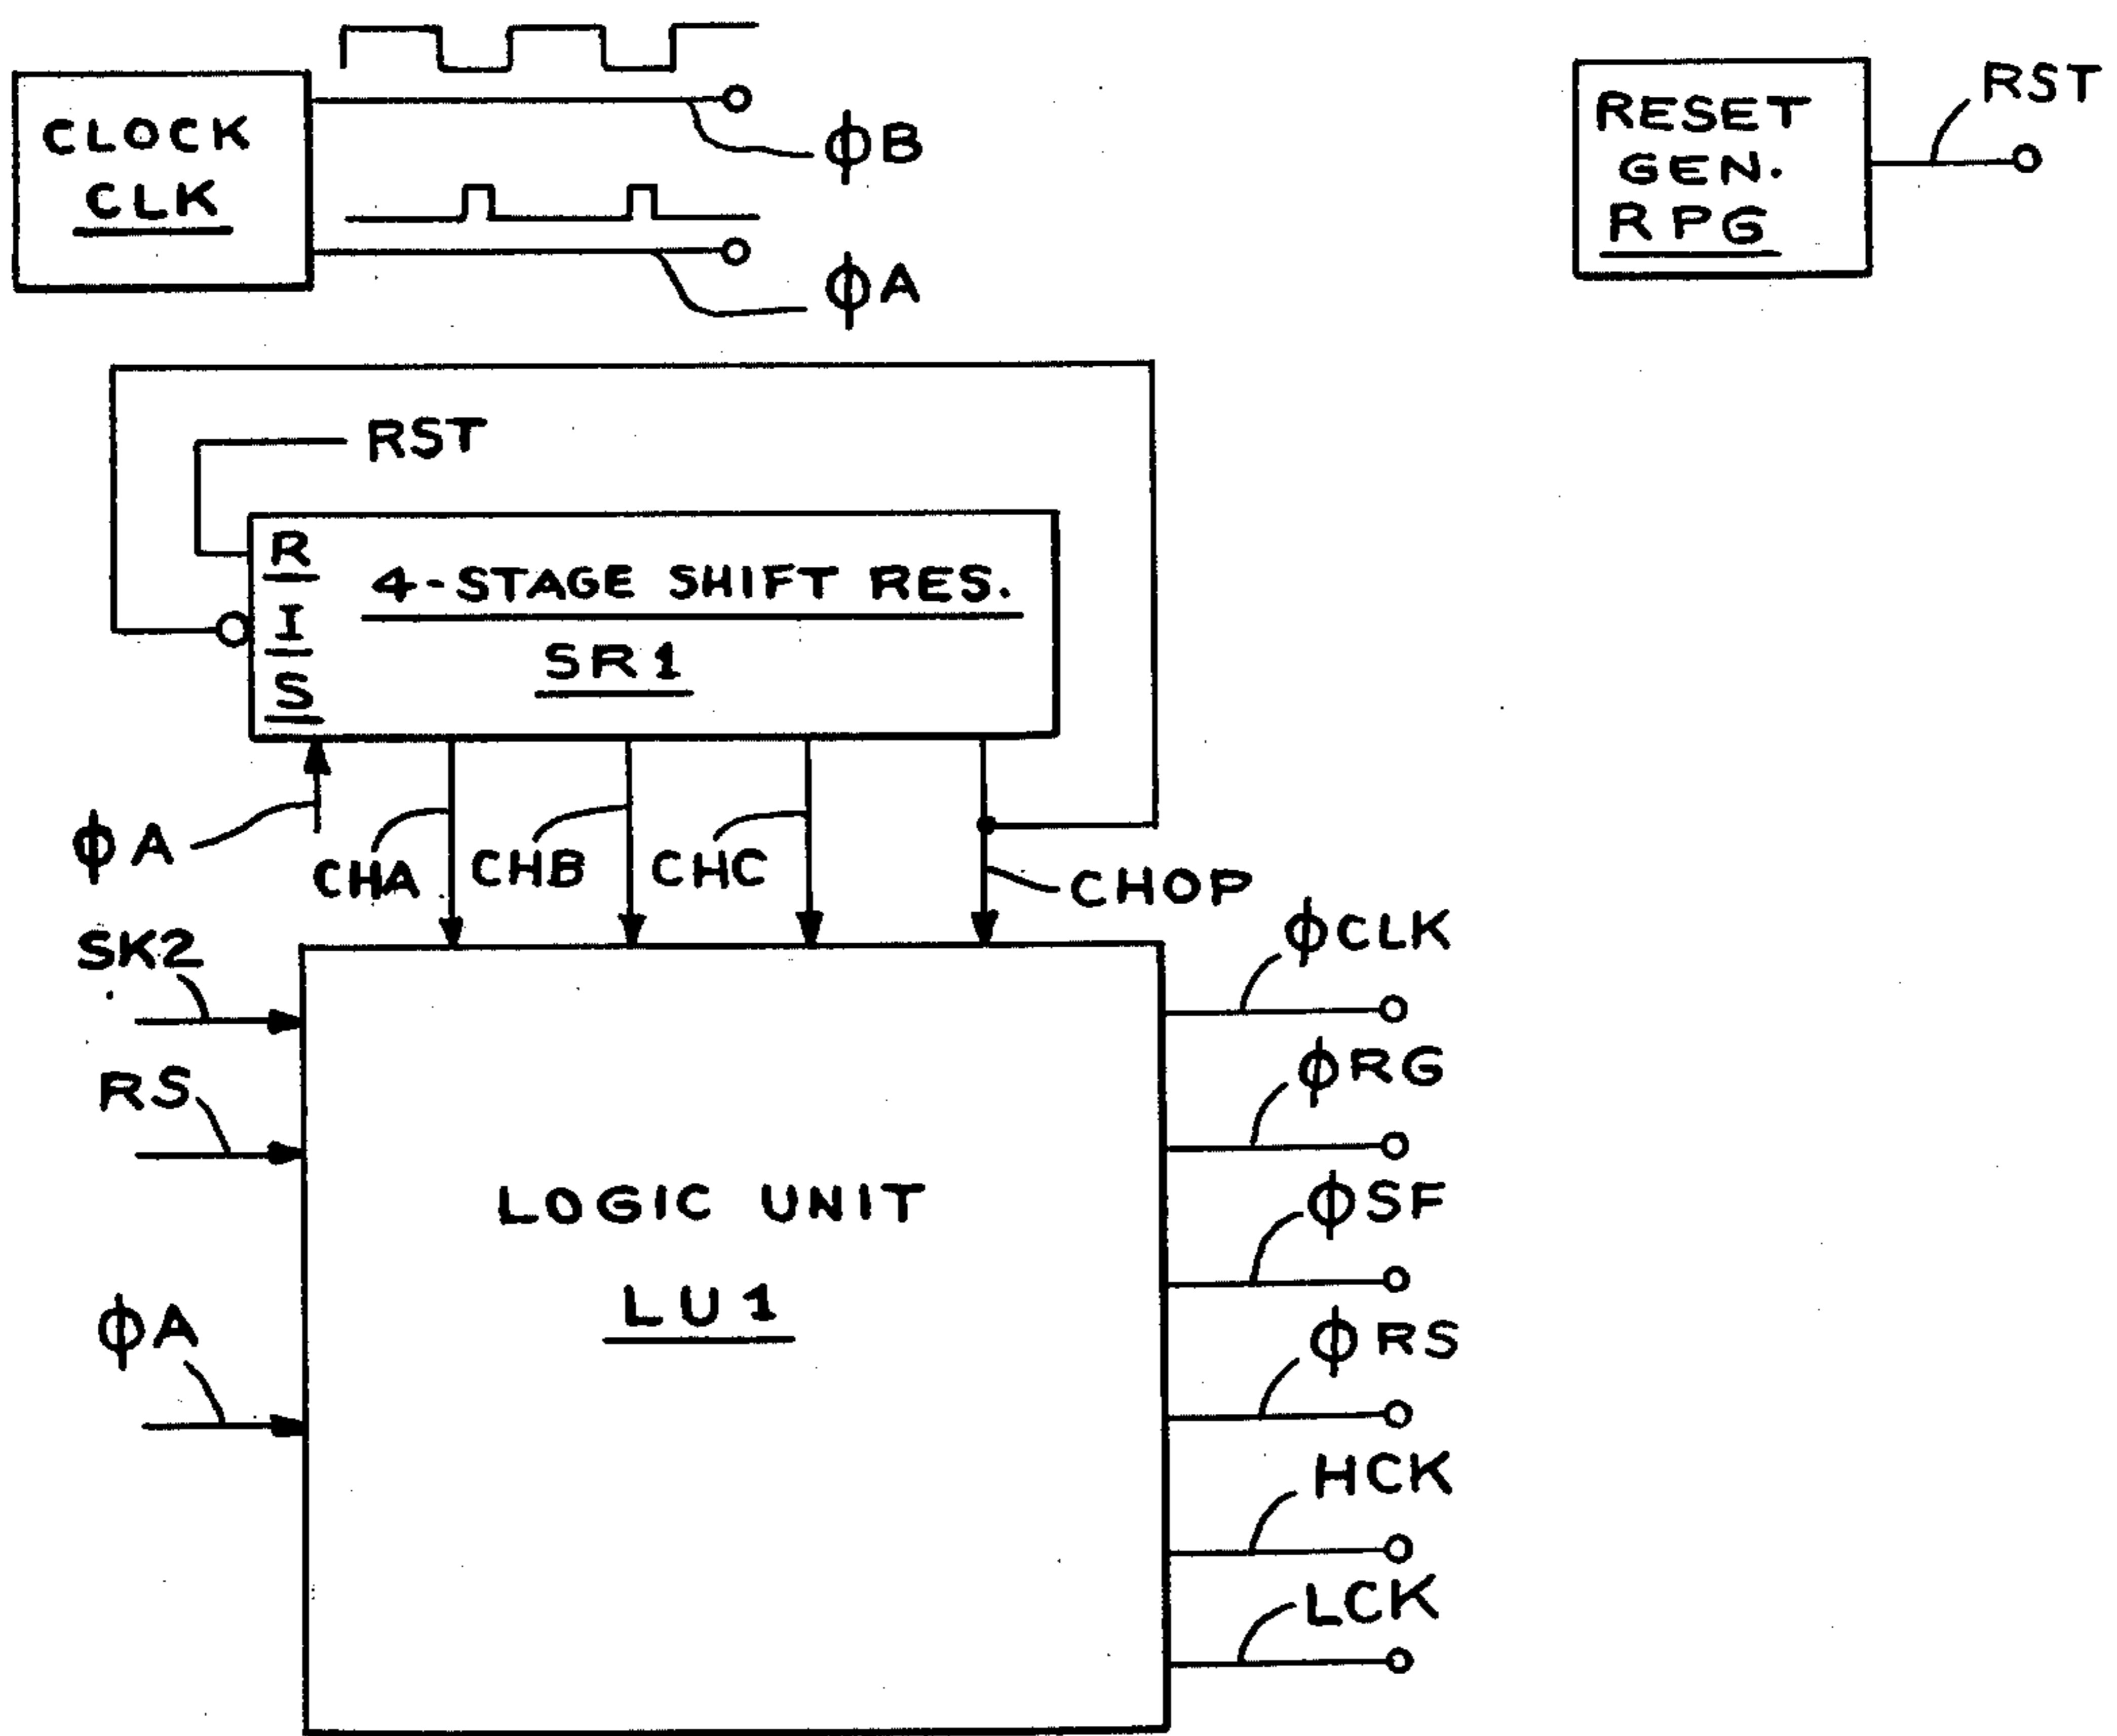 CLOCK
CLK
ϕB
ϕA
RESET
GEN.
RPG
RST
RST
R
I
S
4-STAGE SHIFT RES.
SR1
ϕA
CHA
CHB
CHC
CHOP
SK2
RS
ϕA
LOGIC UNIT
LU1
ϕCLK
ϕRG
ϕSF
ϕRS
HCK
LCK